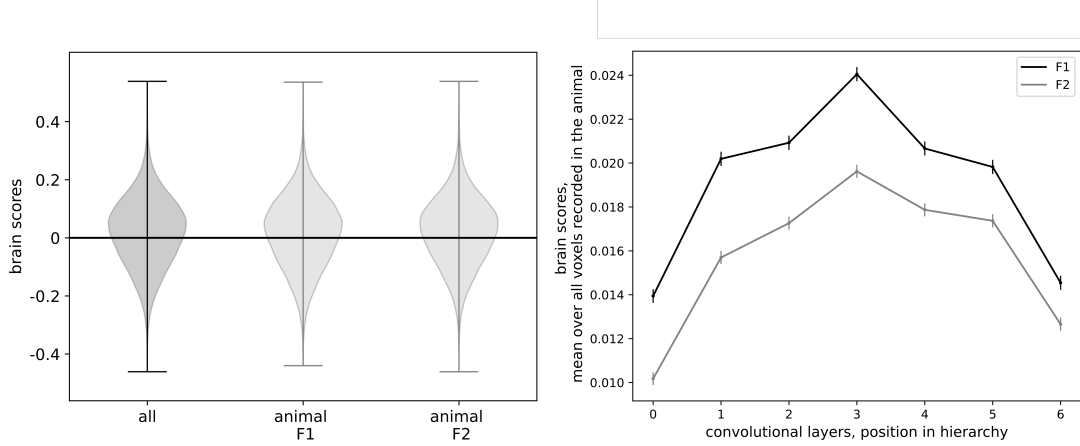 brain scores
0.4
0.2
0
-0.2
-0.4
all
animal
F1
animal
F2
brain scores,
mean over all voxels recorded in the animal
0.024
0.022
0.020
0.018
0.016
0.014
0.012
0.010
0
1
2
3
4
5
6
convolutional layers, position in hierarchy
F1
F2